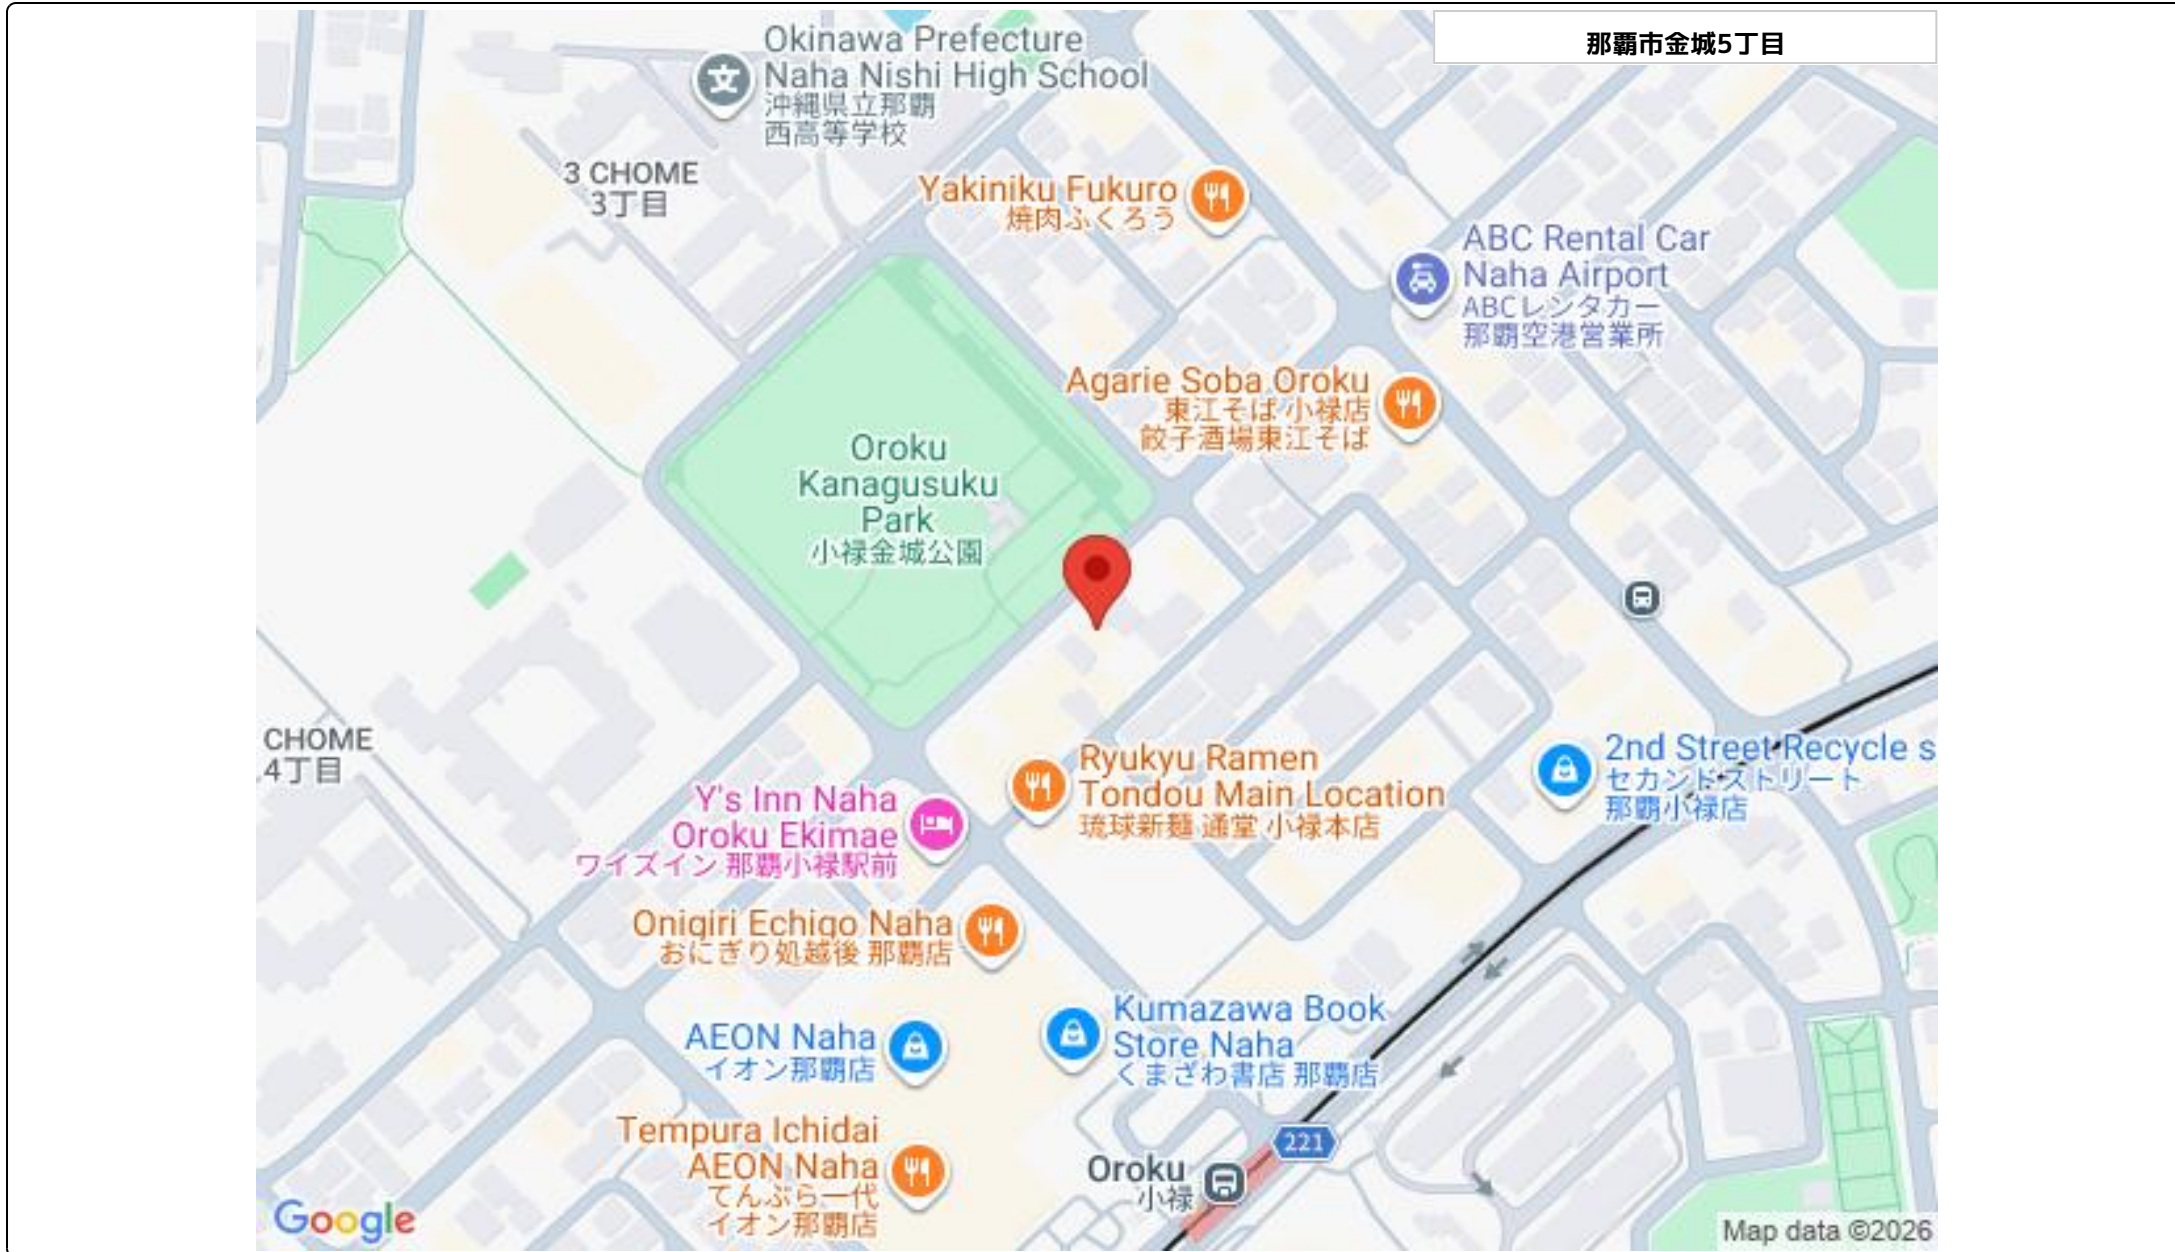 那覇市金城5丁目
Okinawa Prefecture
Naha Nishi High School
沖縄県立那覇
西高等学校
3 CHOME
3丁目
Yakiniku Fukuro
焼肉ふくろう
ABC Rental Car
Naha Airport
ABCレンタカー
那覇空港営業所
Agarie Soba Oroku
東江そば 小禄店
餃子酒場東江そば
Oroku
Kanagusuku
Park
小禄金城公園
CHOME
4丁目
Ryukyu Ramen
Tondou Main Location
琉球新麺 通堂 小禄本店
2nd Street Recycle s
セカンドストリート
那覇小禄店
Y's Inn Naha
Oroku Ekimae
ワイズイン 那覇小禄駅前
Onigiri Echigo Naha
おにぎり処越後 那覇店
AEON Naha
イオン那覇店
Kumazawa Book
Store Naha
くまざわ書店 那覇店
Tempura Ichidai
AEON Naha
てんぷら一代
イオン那覇店
221
Oroku
小禄
Google
Map data ©2026